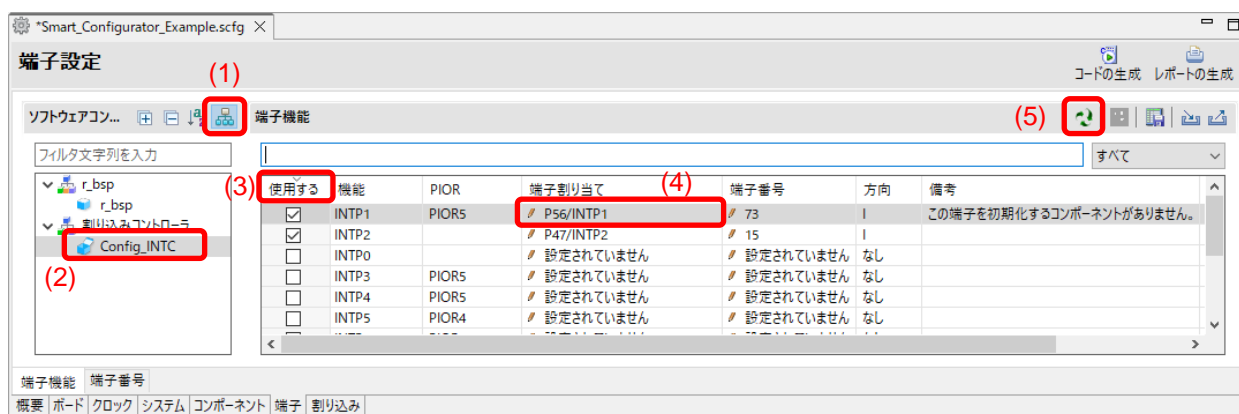 *Smart_Configurator_Example.scfg
端子設定
コードの生成 レポートの生成
(1)
ソフトウェアコン... 端子機能
(5)
フィルタ文字列を入力
すべて
r_bsp
r_bsp
割り込みコントローラ
Config_INTC
(2)
(3)
(4)
使用する 機能 PIOR 端子割り当て 端子番号 方向 備考
INTP1 PIOR5 P56/INTP1 73 I この端子を初期化するコンポーネントがありません。
INTP2 P47/INTP2 15 I
INTP0 設定されていません 設定されていません なし
INTP3 PIOR5 設定されていません 設定されていません なし
INTP4 PIOR5 設定されていません 設定されていません なし
INTP5 PIOR4 設定されていません 設定されていません なし
端子機能 端子番号
概要 ボード クロック システム コンポーネント 端子 割り込み